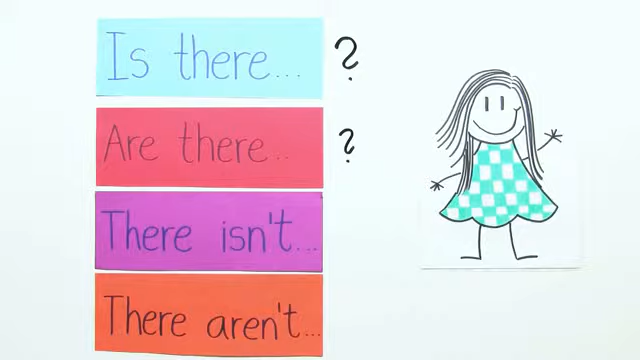 Is there... ?
Are there.. ?
There isn't...
There aren't...